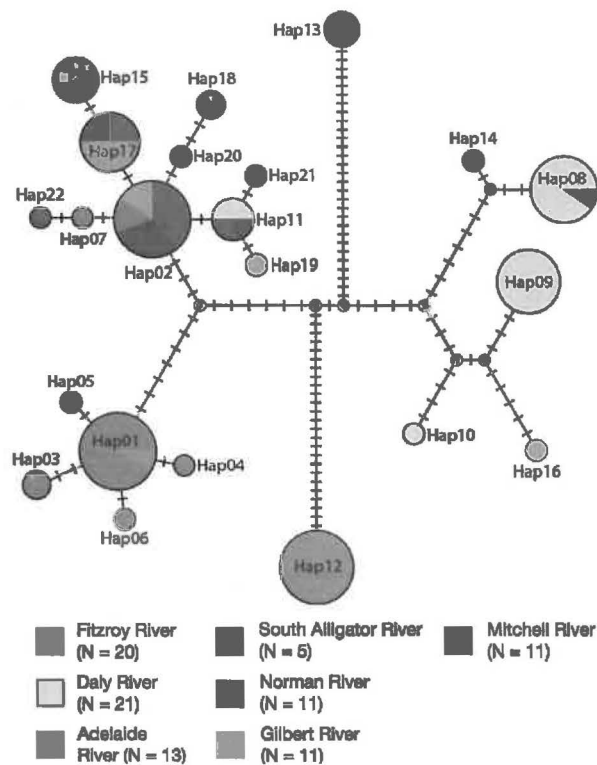 Hap13
Hap15
Hap18
Hap17
Hap20
Hap14
Hap21
Hap08
Hap22
Hap07
Hap11
Hap02
Hap19
Hap09
Hap05
Hap01
Hap10
Hap03
Hap04
Hap16
Hap06
Hap12
Fitzroy River
(N = 20)
South Alligator River
(N = 5)
Mitchell River
(N = 11)
Daly River
(N = 21)
Norman River
(N = 11)
Adelaide
River (N = 13)
Gilbert River
(N = 11)